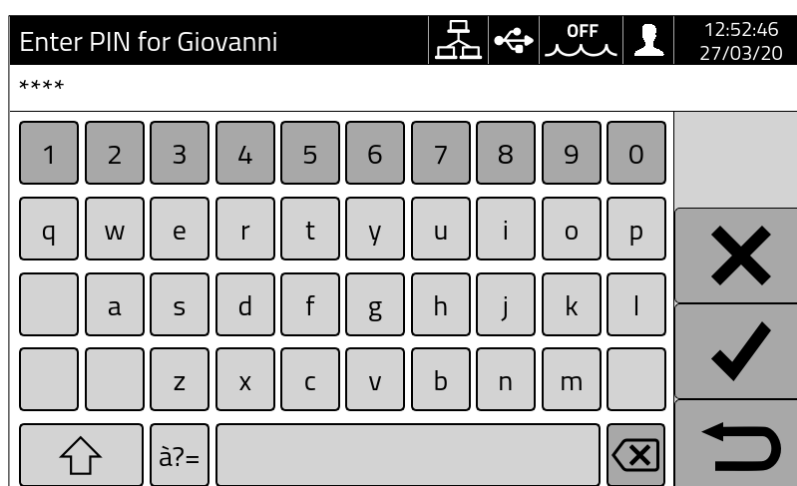 Enter PIN for Giovanni
OFF
12:52:46
27/03/20
****
1 2 3 4 5 6 7 8 9 0
q w e r t y u i o p
a s d f g h j k l
z x c v b n m
à?=